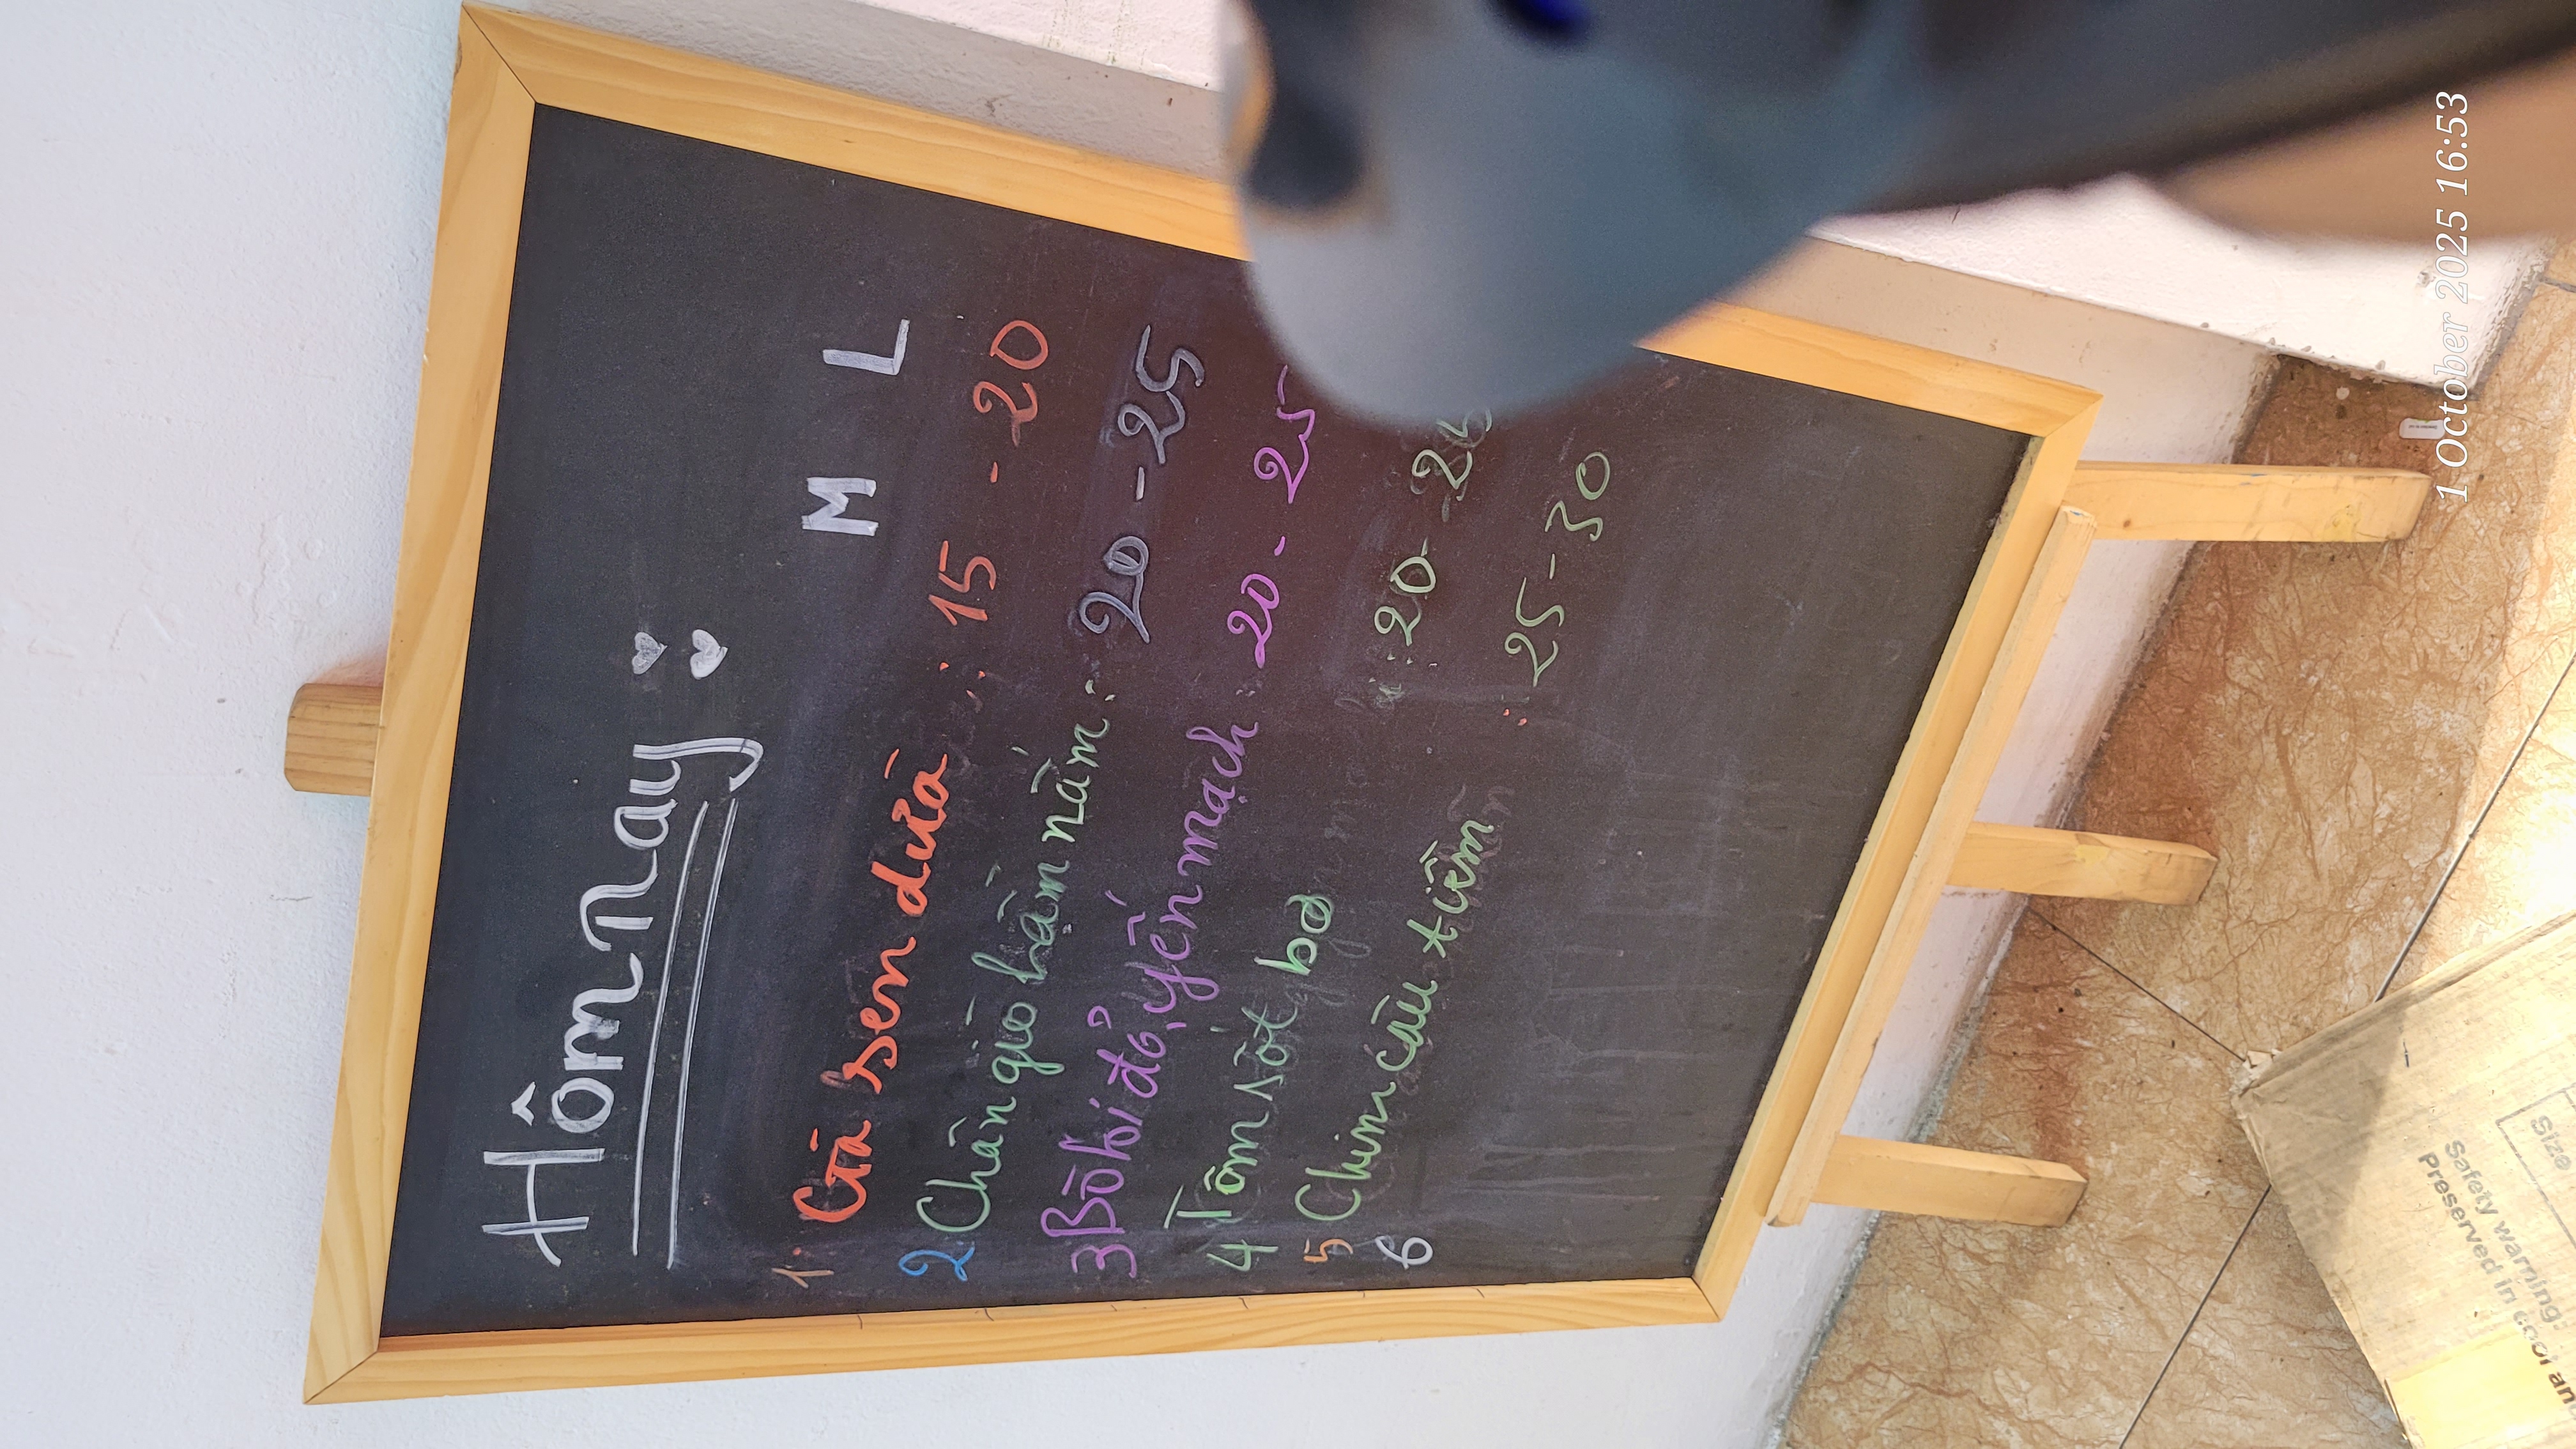 Hôm nay :
M L
1. Gà sen dừa : 15 - 20
2 Chân giò hầm nấm : 20 - 25
3 Bò bí đỏ, yến mạch : 20 - 25
4 Tôm sốt bơ : 20 - 25
5 Chim câu tiềm : 25 - 30
6
Size
Safety warning:
Preserved in cool and
1 October 2025 16:53